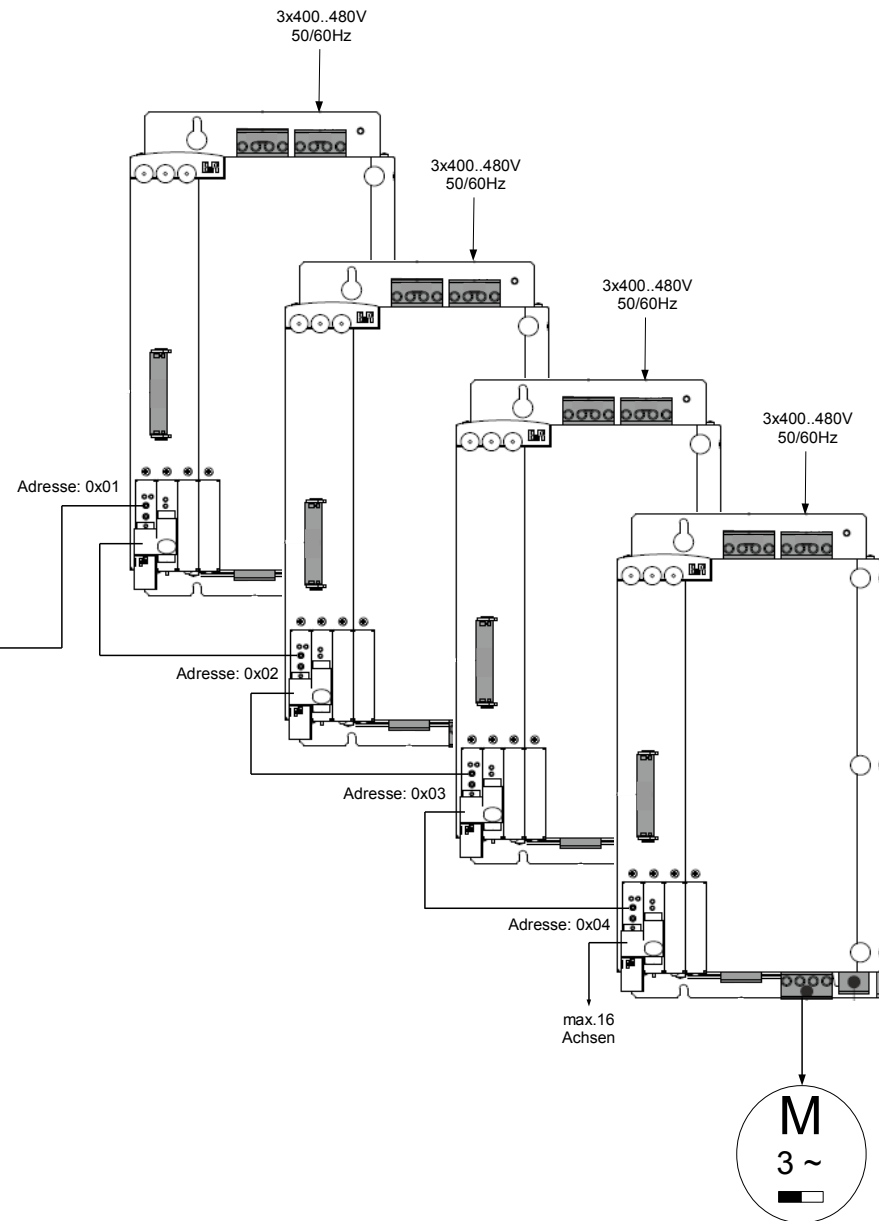 3x400..480V
50/60Hz
3x400..480V
50/60Hz
3x400..480V
50/60Hz
3x400..480V
50/60Hz
Adresse: 0x01
Adresse: 0x02
Adresse: 0x03
Adresse: 0x04
max.16
Achsen
M
3 ~